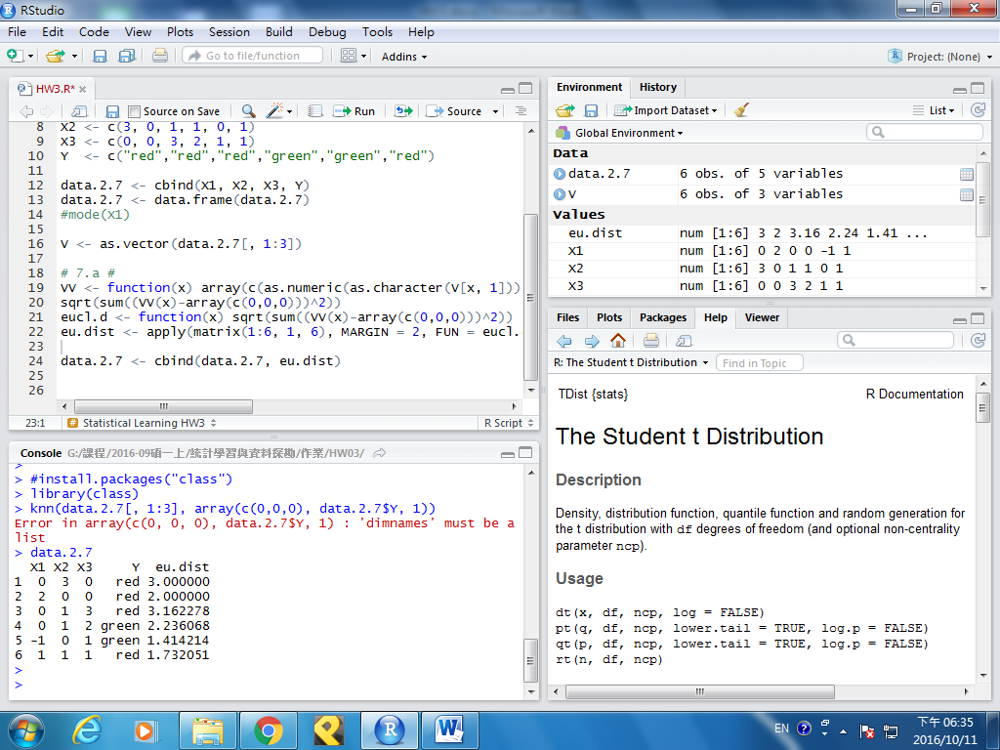 RStudio
File Edit Code View Plots Session Build Debug Tools Help
Go to file/function Addins Project: (None)
HW3.R*
Source on Save Run Source
8 X2 <- c(3, 0, 1, 1, 0, 1)
9 X3 <- c(0, 0, 3, 2, 1, 1)
10 Y  <- c("red","red","red","green","green","red")
11
12 data.2.7 <- cbind(X1, X2, X3, Y)
13 data.2.7 <- data.frame(data.2.7)
14 #mode(X1)
15
16 V <- as.vector(data.2.7[, 1:3])
17
18 # 7.a #
19 VV <- function(x) array(c(as.numeric(as.character(V[x, 1]))
20 sqrt(sum((VV(x)-array(c(0,0,0)))^2))
21 eucl.d <- function(x) sqrt(sum((VV(x)-array(c(0,0,0)))^2))
22 eu.dist <- apply(matrix(1:6, 1, 6), MARGIN = 2, FUN = eucl.
23
24 data.2.7 <- cbind(data.2.7, eu.dist)
25
26
23:1 # Statistical Learning HW3 R Script
Console G:/課程/2016-09碩一上/統計學習與資料探勘/作業/HW03/
>
> #install.packages("class")
> library(class)
> knn(data.2.7[, 1:3], array(c(0,0,0), data.2.7$Y, 1))
Error in array(c(0, 0, 0), data.2.7$Y, 1) : 'dimnames' must be a
list
> data.2.7
X1 X2 X3 Y eu.dist
1 0 3 0 red 3.000000
2 2 0 0 red 2.000000
3 0 1 3 red 3.162278
4 0 1 2 green 2.236068
5 -1 0 1 green 1.414214
6 1 1 1 red 1.732051
>
>
Environment History
Import Dataset List
Global Environment
Data
data.2.7 6 obs. of 5 variables
V 6 obs. of 3 variables
Values
eu.dist num [1:6] 3 2 3.16 2.24 1.41 ...
X1 num [1:6] 0 2 0 0 -1 1
X2 num [1:6] 3 0 1 1 0 1
X3 num [1:6] 0 0 3 2 1 1
Files Plots Packages Help Viewer
R: The Student t Distribution Find in Topic
TDist {stats} R Documentation
The Student t Distribution
Description
Density, distribution function, quantile function and random generation for
the t distribution with df degrees of freedom (and optional non-centrality
parameter ncp).
Usage
dt(x, df, ncp, log = FALSE)
pt(q, df, ncp, lower.tail = TRUE, log.p = FALSE)
qt(p, df, ncp, lower.tail = TRUE, log.p = FALSE)
rt(n, df, ncp)
EN 下午 06:35
2016/10/11